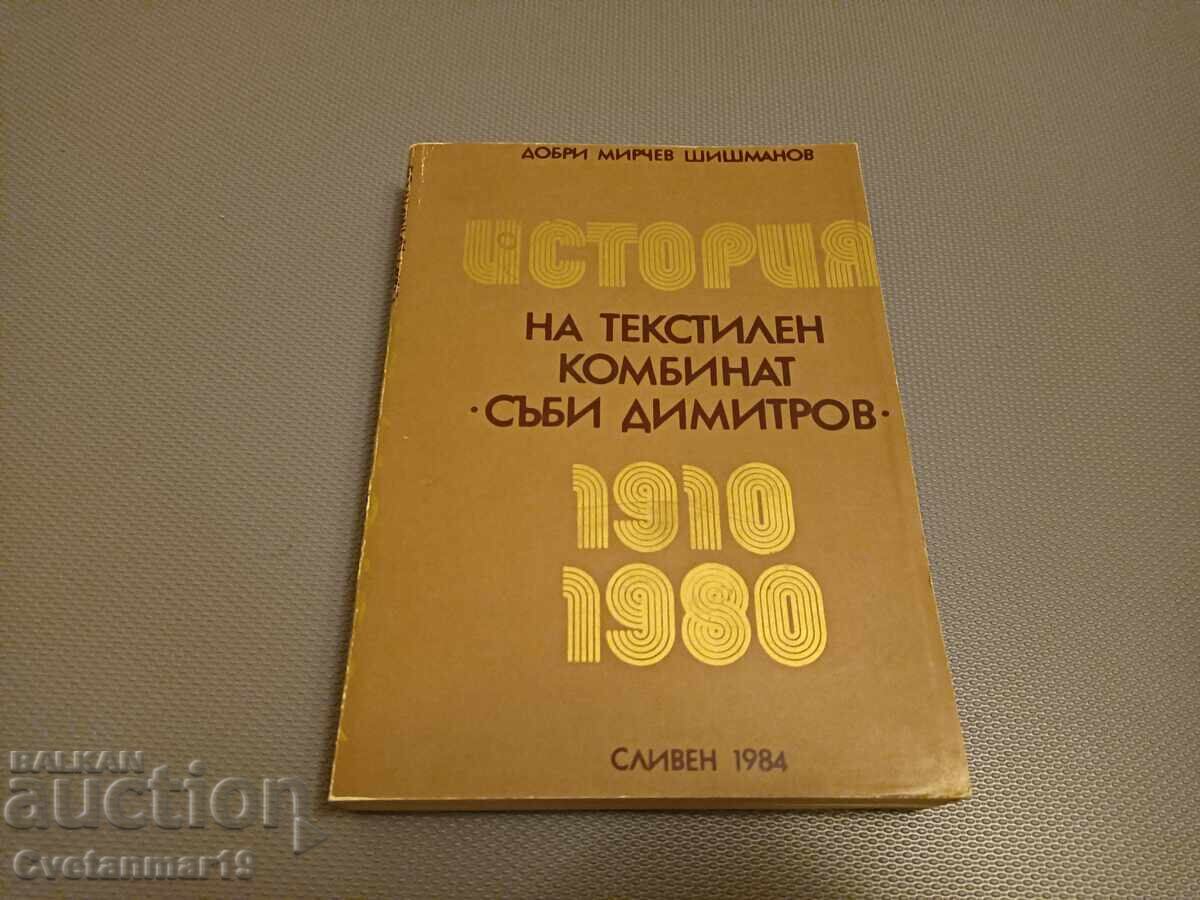 ДОБРИ МИРЧЕВ ШИШМАНОВ
ИСТОРИЯ
НА ТЕКСТИЛЕН
КОМБИНАТ
·СЪБИ ДИМИТРОВ·
1910
1980
СЛИВЕН 1984
BALKAN
auction
Cvetanmar19